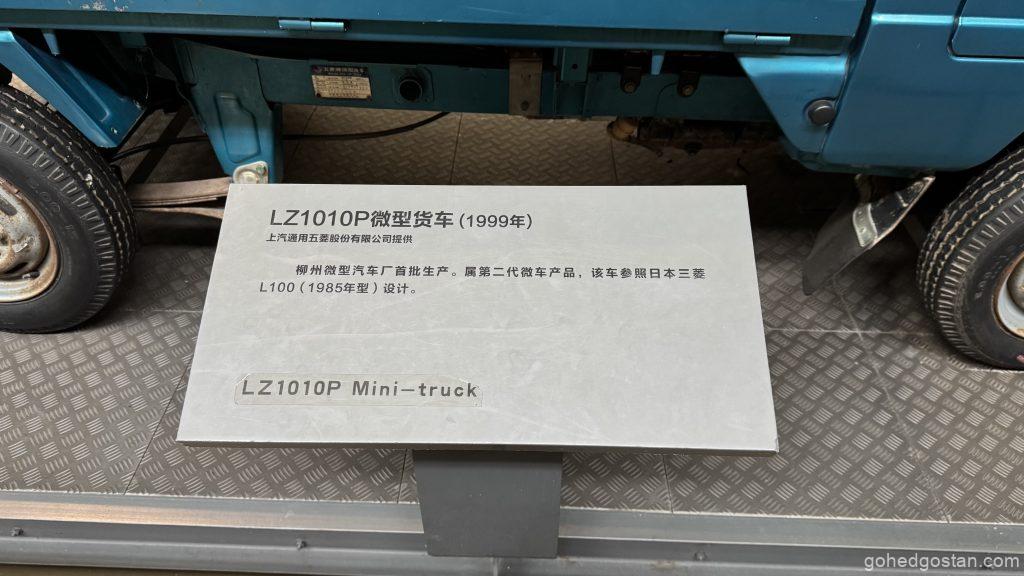 LZ1010P微型货车（1999年）
上汽通用五菱股份有限公司提供
柳州微型汽车厂首批生产。属第二代微车产品，该车参照日本三菱
L100（1985年型）设计。
LZ1010P Mini-truck
gohedgostan.com